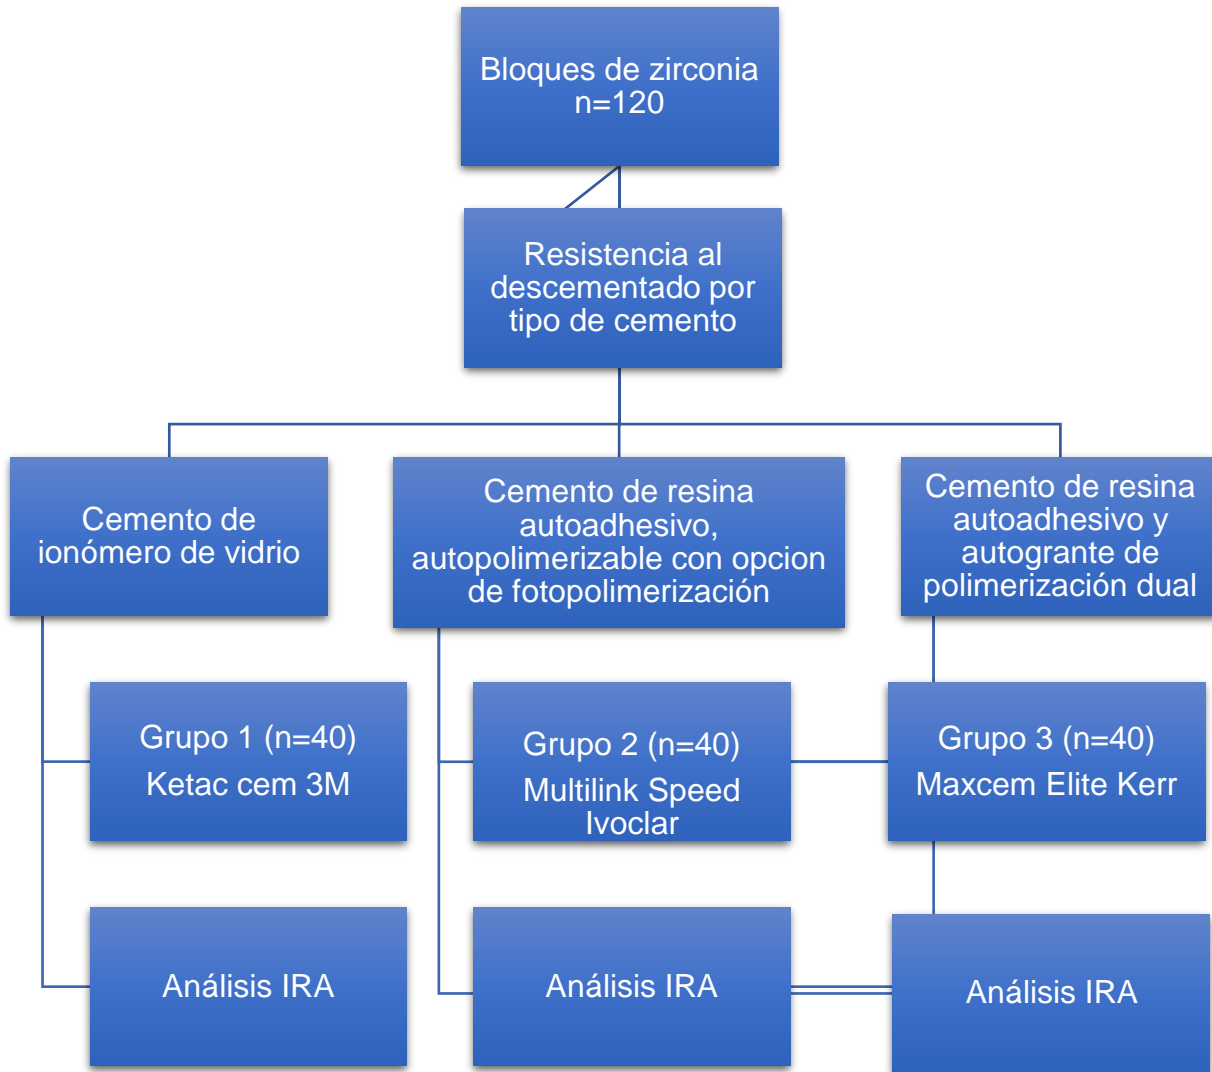 Bloques de zirconia
n=120
Resistencia al
descementado por
tipo de cemento
Cemento de
ionómero de vidrio
Cemento de resina
autoadhesivo,
autopolimerizable con opcion
de fotopolimerización
Cemento de resina
autoadhesivo y
autogrante de
polimerización dual
Grupo 1 (n=40)
Ketac cem 3M
Grupo 2 (n=40)
Multilink Speed
Ivoclar
Grupo 3 (n=40)
Maxcem Elite Kerr
Análisis IRA
Análisis IRA
Análisis IRA